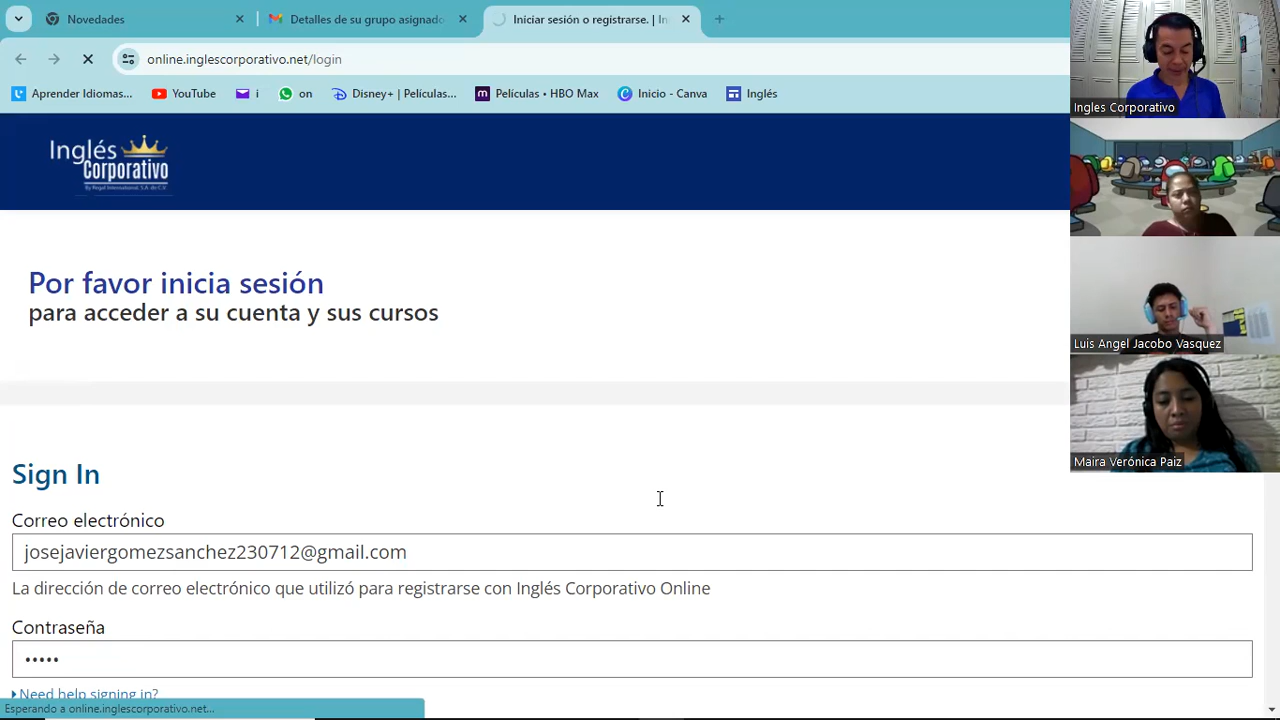 Novedades
Detalles de su grupo asignado
Iniciar sesión o registrarse. | In
online.inglescorporativo.net/login
Aprender Idiomas...
YouTube
i
on
Disney+ | Películas...
Películas • HBO Max
Inicio - Canva
Inglés
Inglés
Corporativo
By Regal International, S.A. de C.V.
Por favor inicia sesión
para acceder a su cuenta y sus cursos
Sign In
Correo electrónico
josejaviergomezsanchez230712@gmail.com
La dirección de correo electrónico que utilizó para registrarse con Inglés Corporativo Online
Contraseña
•••••
Need help signing in?
Esperando a online.inglescorporativo.net...
Ingles Corporativo
Luis Angel Jacobo Vasquez
Maira Verónica Paiz